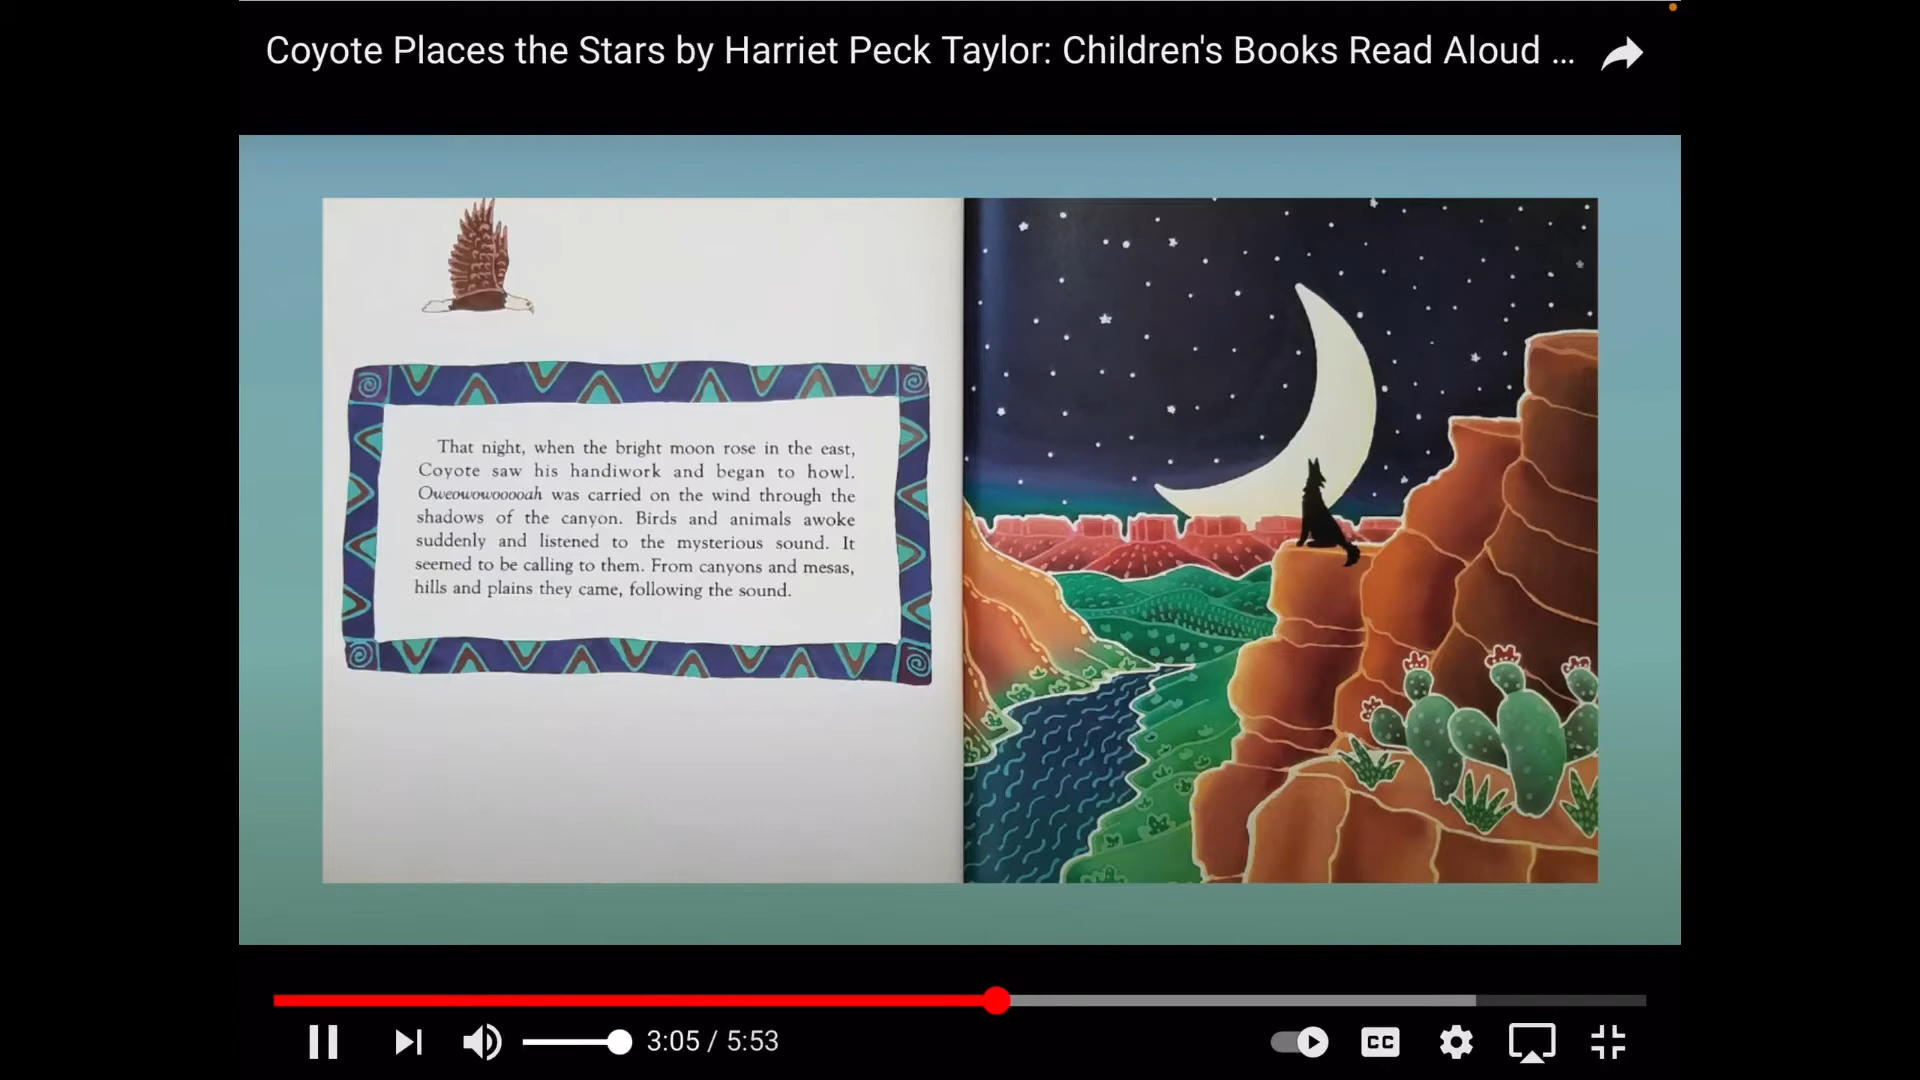 Coyote Places the Stars by Harriet Peck Taylor: Children's Books Read Aloud ...
That night, when the bright moon rose in the east,
Coyote saw his handiwork and began to howl.
Oweowowooooah was carried on the wind through the
shadows of the canyon. Birds and animals awoke
suddenly and listened to the mysterious sound. It
seemed to be calling to them. From canyons and mesas,
hills and plains they came, following the sound.
3:05 / 5:53
CC